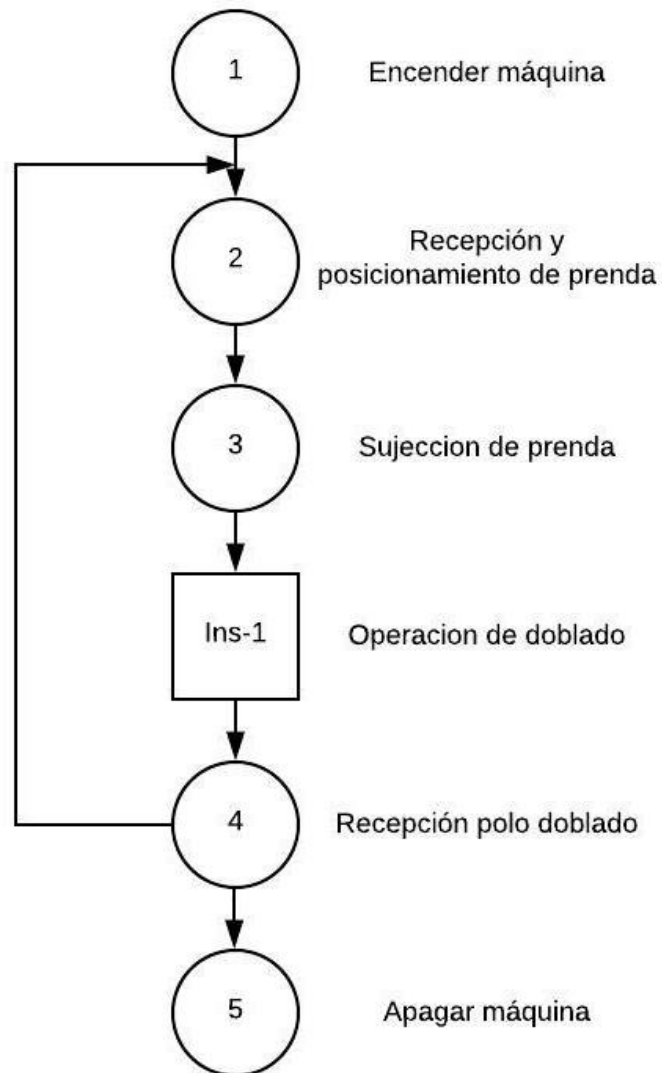 1
Encender máquina
2
Recepción y
posicionamiento de prenda
3
Sujeccion de prenda
Ins-1
Operacion de doblado
4
Recepción polo doblado
5
Apagar máquina